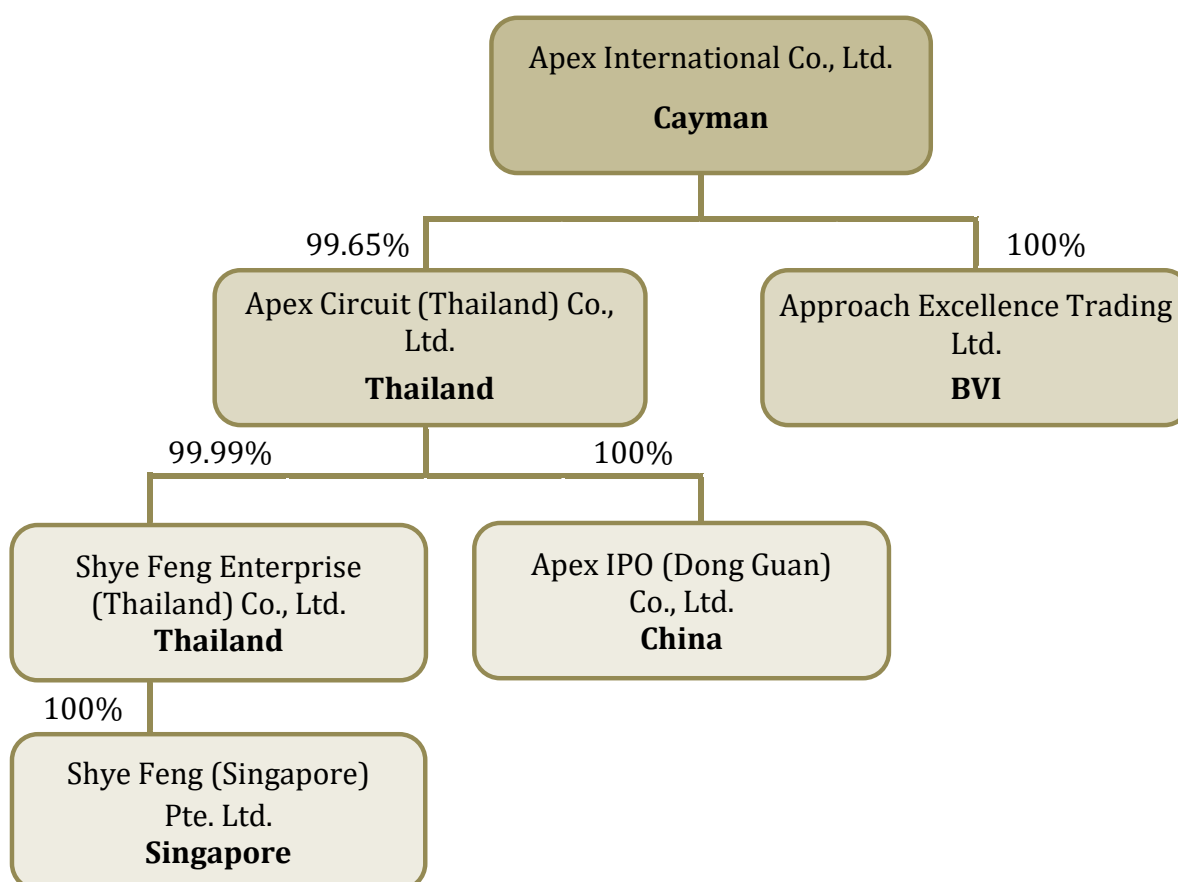 Apex International Co., Ltd.
Cayman
99.65%
100%
Apex Circuit (Thailand) Co.,
Ltd.
Thailand
Approach Excellence Trading
Ltd.
BVI
99.99%
100%
Shye Feng Enterprise
(Thailand) Co., Ltd.
Thailand
Apex IPO (Dong Guan)
Co., Ltd.
China
100%
Shye Feng (Singapore)
Pte. Ltd.
Singapore